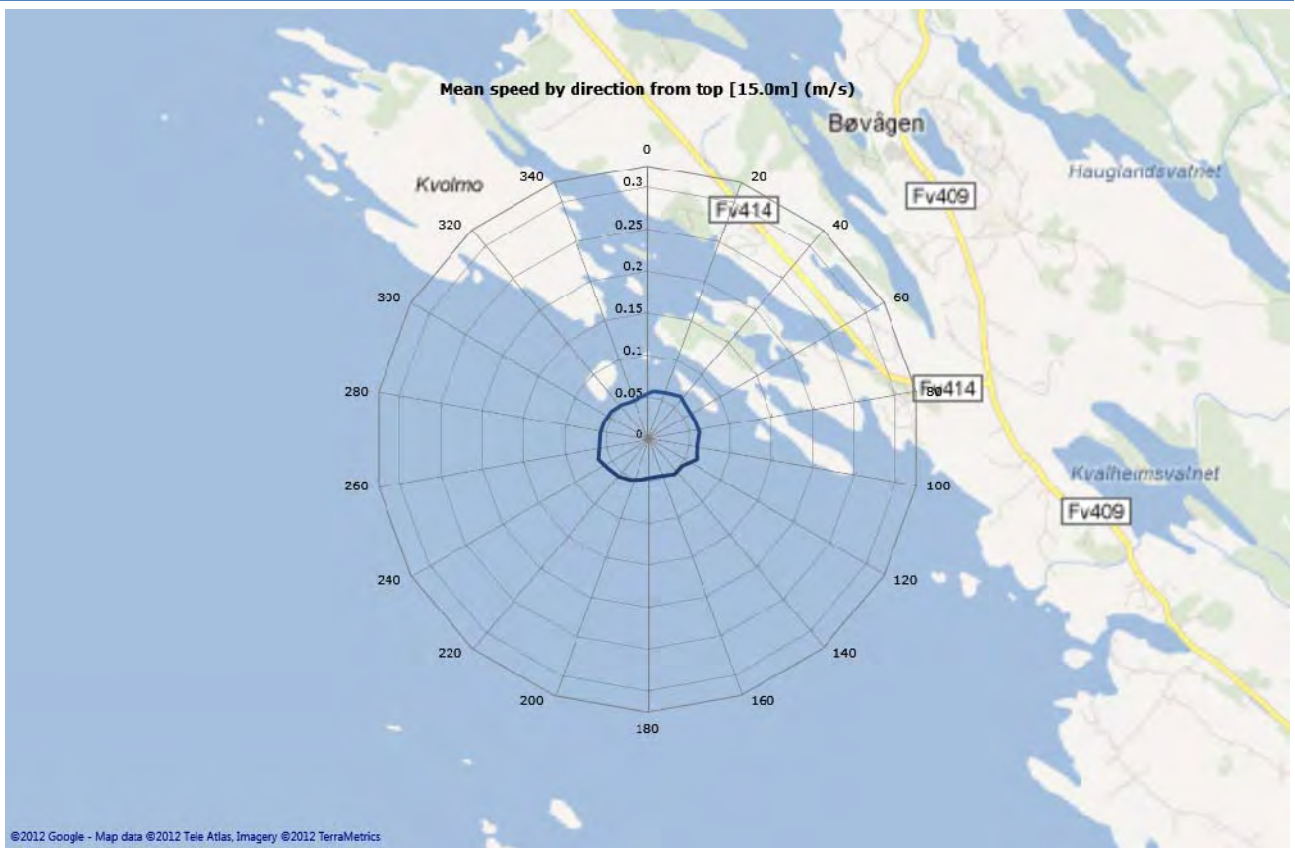 Mean speed by direction from top [15.0m] (m/s)
Bøvågen
Hauglandsvatnet
Kvolmo
Fv409
Fv414
0
20
40
60
80
100
120
140
160
180
200
220
240
260
280
300
320
340
0.3
0.25
0.2
0.15
0.1
0.05
0
Fv414
Kvalheimsvatnet
Fv409
©2012 Google - Map data ©2012 Tele Atlas, Imagery ©2012 TerraMetrics